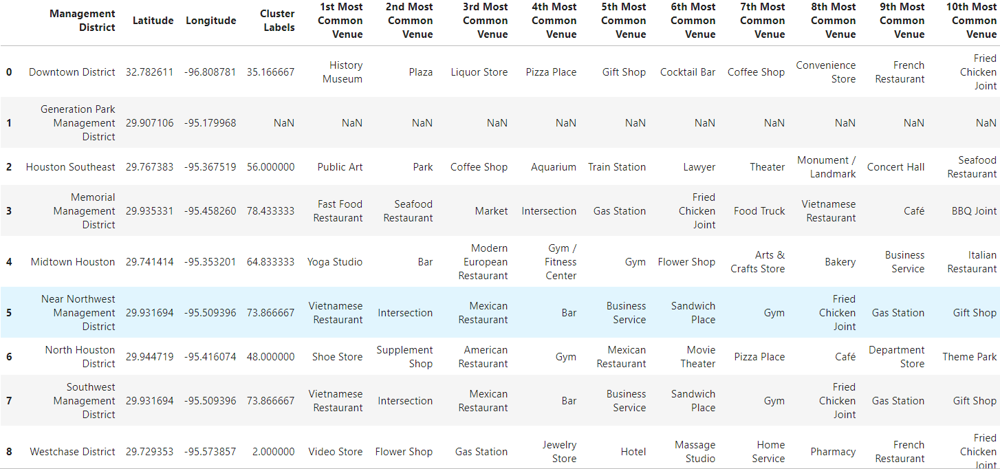 Management District Latitude Longitude Cluster Labels 1st Most Common Venue 2nd Most Common Venue 3rd Most Common Venue 4th Most Common Venue 5th Most Common Venue 6th Most Common Venue 7th Most Common Venue 8th Most Common Venue 9th Most Common Venue 10th Most Common Venue
0 Downtown District 32.782611 -96.808781 35.166667 History Museum Plaza Liquor Store Pizza Place Gift Shop Cocktail Bar Coffee Shop Convenience Store French Restaurant Fried Chicken Joint
1 Generation Park Management District 29.907106 -95.179968 NaN NaN NaN NaN NaN NaN NaN NaN NaN NaN NaN
2 Houston Southeast 29.767383 -95.367519 56.000000 Public Art Park Coffee Shop Aquarium Train Station Lawyer Theater Monument / Landmark Concert Hall Seafood Restaurant
3 Memorial Management District 29.935331 -95.458260 78.433333 Fast Food Restaurant Seafood Restaurant Market Intersection Gas Station Fried Chicken Joint Food Truck Vietnamese Restaurant Café BBQ Joint
4 Midtown Houston 29.741414 -95.353201 64.833333 Yoga Studio Bar Modern European Restaurant Gym / Fitness Center Gym Flower Shop Arts & Crafts Store Bakery Business Service Italian Restaurant
5 Near Northwest Management District 29.931694 -95.509396 73.866667 Vietnamese Restaurant Intersection Mexican Restaurant Bar Business Service Sandwich Place Gym Fried Chicken Joint Gas Station Gift Shop
6 North Houston District 29.944719 -95.416074 48.000000 Shoe Store Supplement Shop American Restaurant Gym Mexican Restaurant Movie Theater Pizza Place Café Department Store Theme Park
7 Southwest Management District 29.931694 -95.509396 73.866667 Vietnamese Restaurant Intersection Mexican Restaurant Bar Business Service Sandwich Place Gym Fried Chicken Joint Gas Station Gift Shop
8 Westchase District 29.729353 -95.573857 2.000000 Video Store Flower Shop Gas Station Jewelry Store Hotel Massage Studio Home Service Pharmacy French Restaurant Fried Chicken Joint